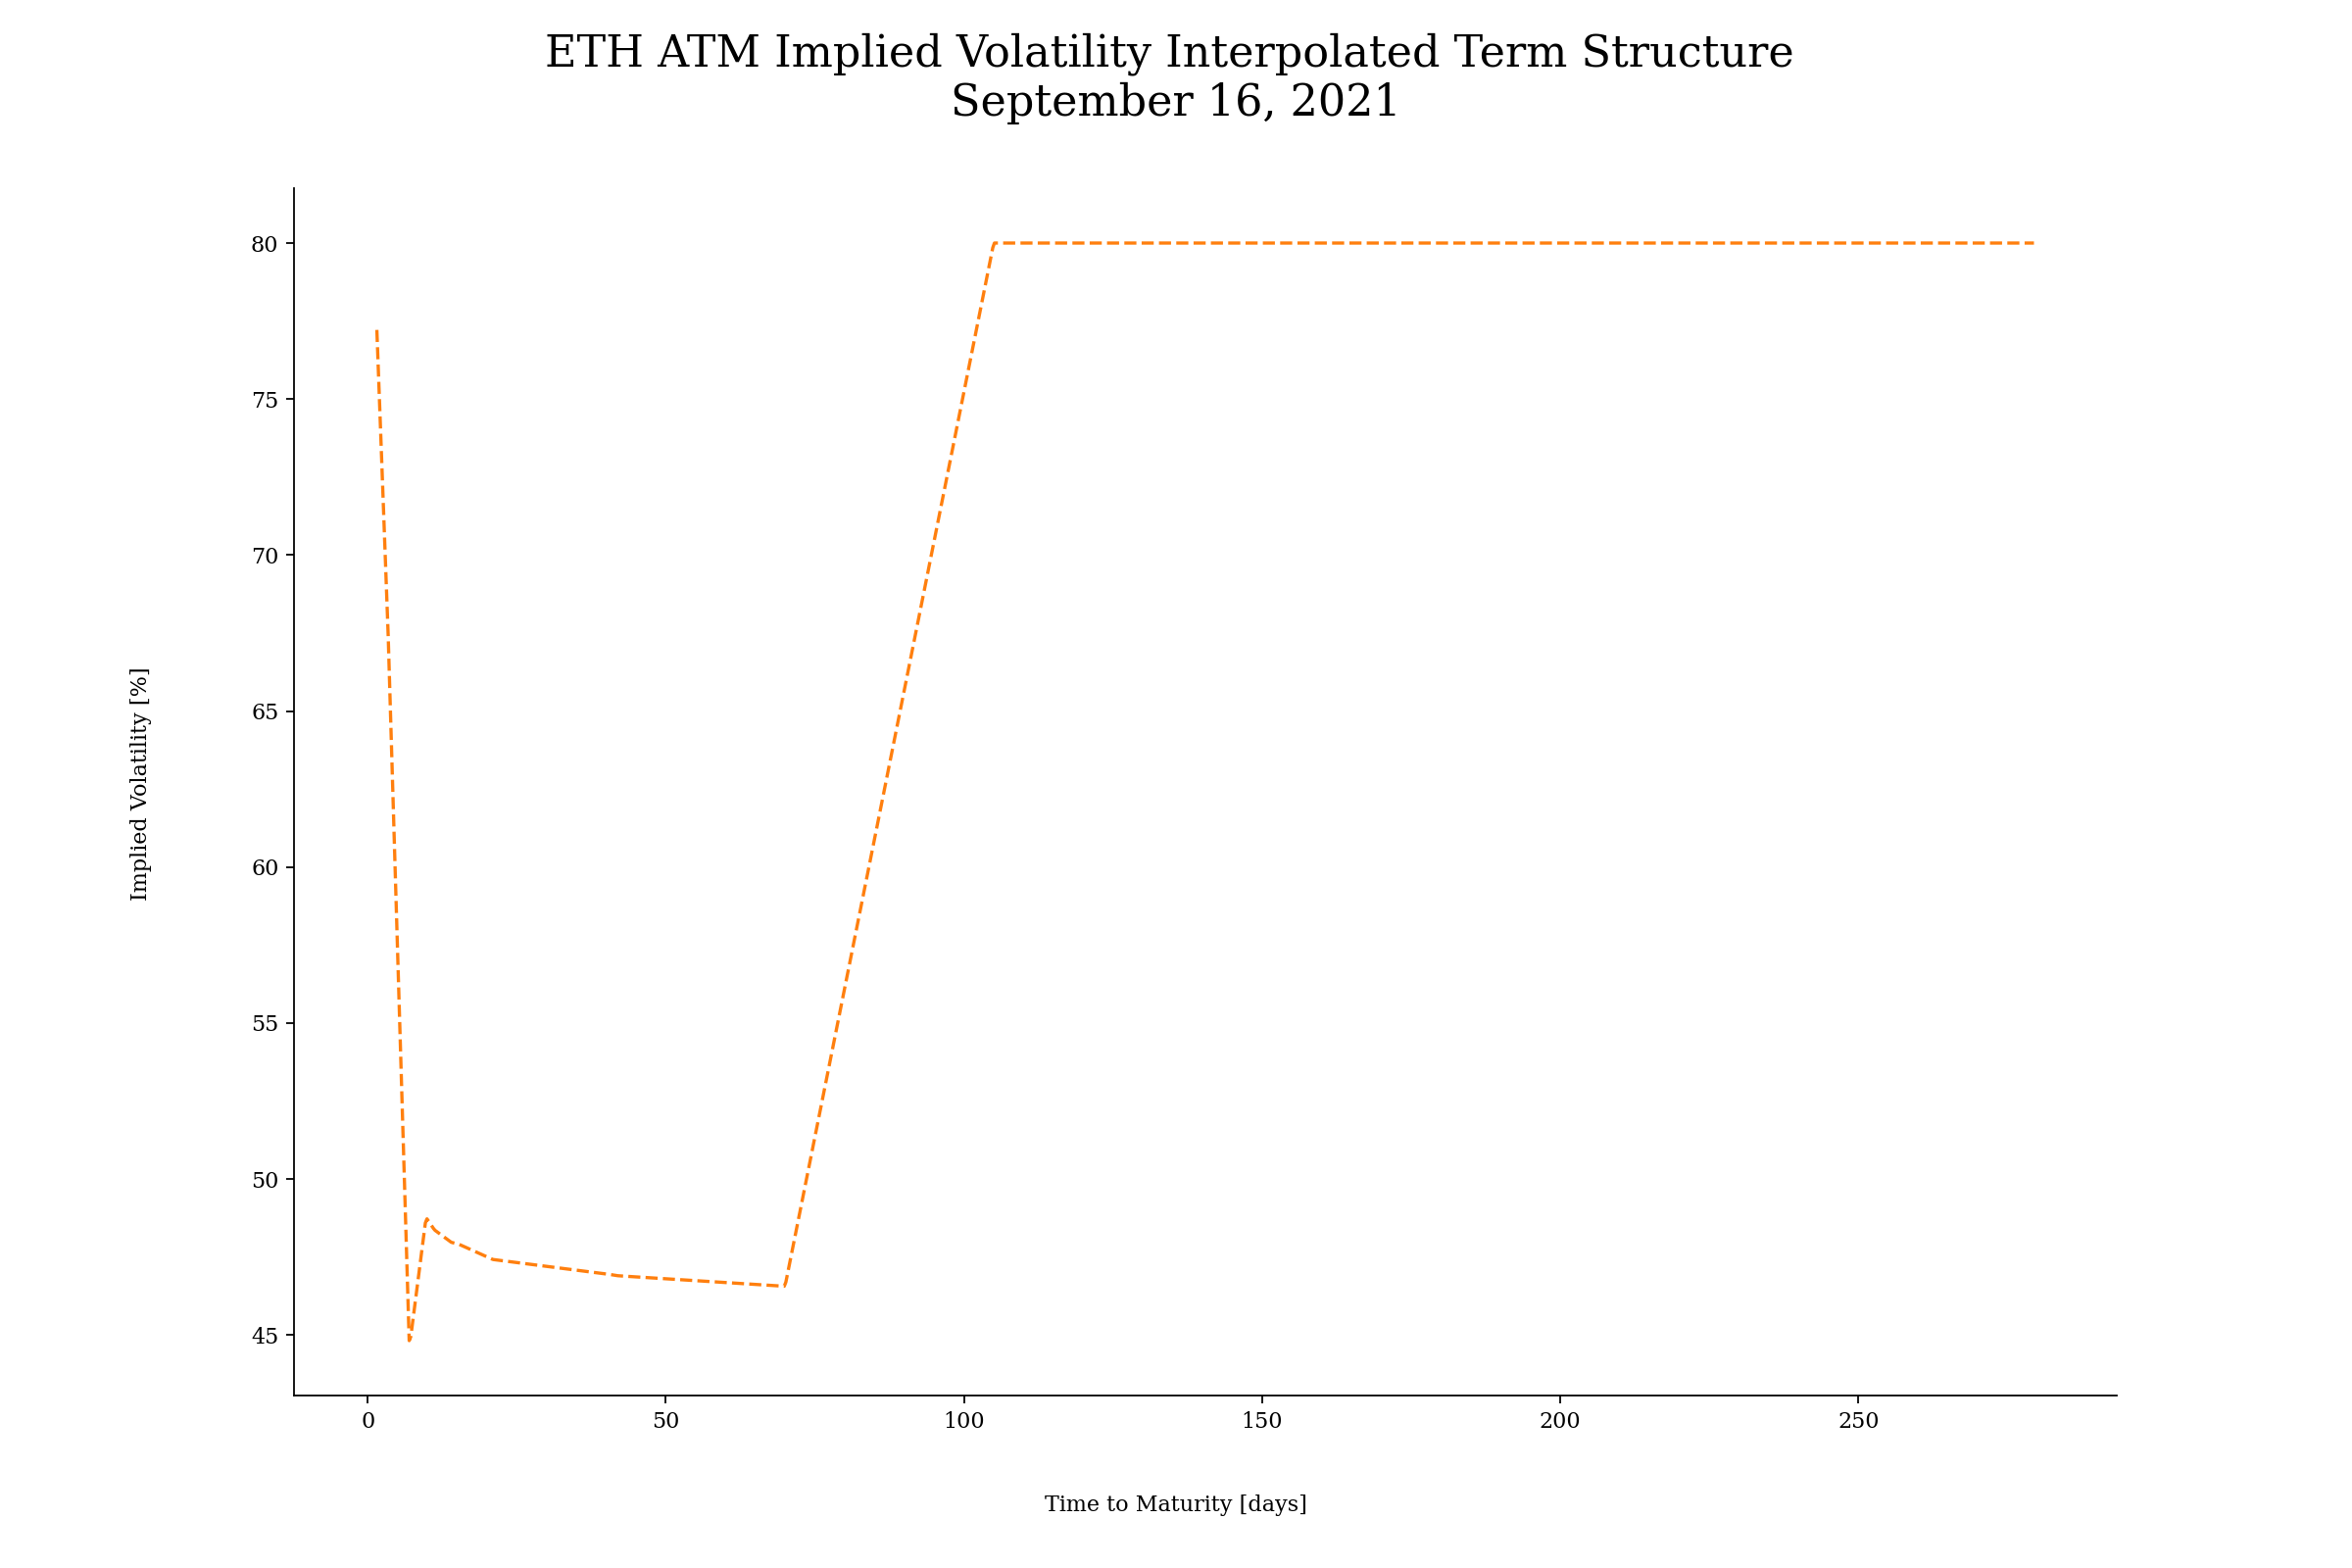 ETH ATM Implied Volatility Interpolated Term Structure
September 16, 2021
80
75
70
65
60
55
50
45
Implied Volatility [%]
0 50 100 150 200 250
Time to Maturity [days]